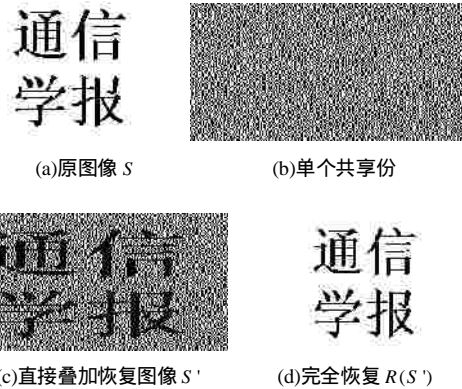 通信
学报
(a)原图像 S
(b)单个共享份
通信
学报
(c)直接叠加恢复图像 S '
通信
学报
(d)完全恢复 R(S ')